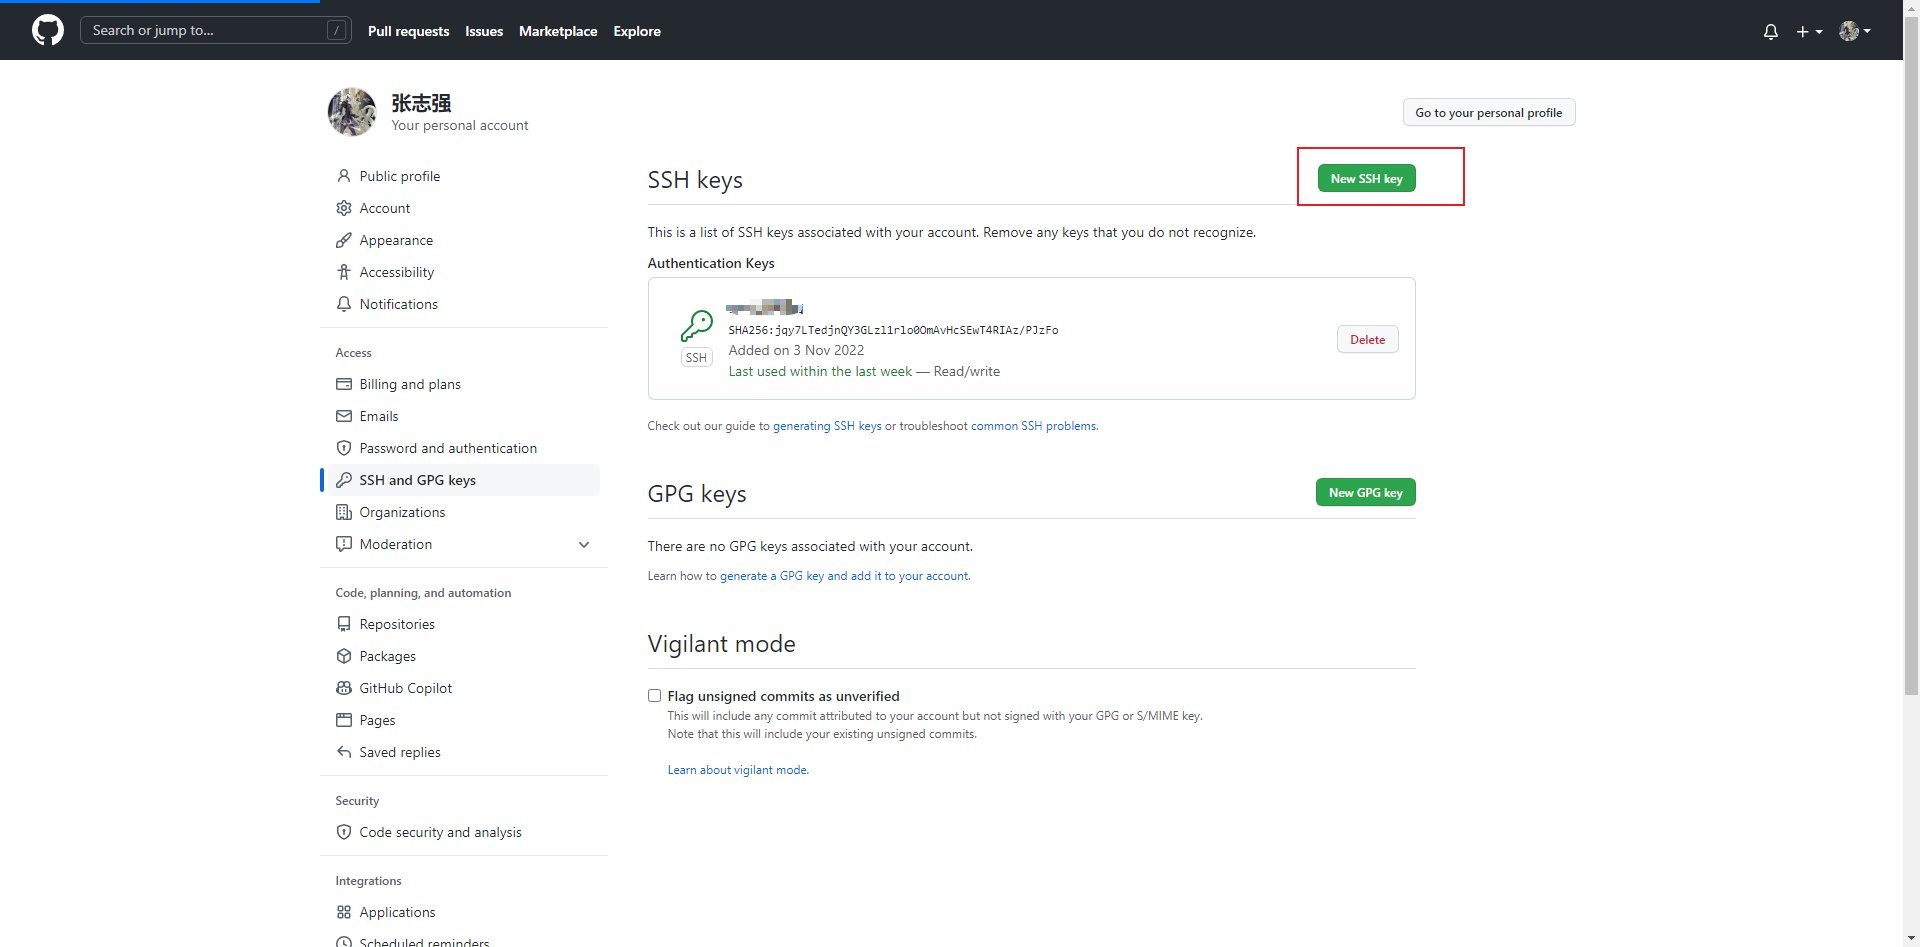 Search or jump to... /
Pull requests Issues Marketplace Explore
张志强
Your personal account
Go to your personal profile
Public profile
Account
Appearance
Accessibility
Notifications
Access
Billing and plans
Emails
Password and authentication
SSH and GPG keys
Organizations
Moderation
Code, planning, and automation
Repositories
Packages
GitHub Copilot
Pages
Saved replies
Security
Code security and analysis
Integrations
Applications
Scheduled reminders
SSH keys
New SSH key
This is a list of SSH keys associated with your account. Remove any keys that you do not recognize.
Authentication Keys
SHA256:jqy7LTedjnQY3GLzl1rlo0OmAvHcSEwT4RIAz/PJzFo
SSH
Added on 3 Nov 2022
Last used within the last week — Read/write
Delete
Check out our guide to generating SSH keys or troubleshoot common SSH problems.
GPG keys
New GPG key
There are no GPG keys associated with your account.
Learn how to generate a GPG key and add it to your account.
Vigilant mode
Flag unsigned commits as unverified
This will include any commit attributed to your account but not signed with your GPG or S/MIME key.
Note that this will include your existing unsigned commits.
Learn about vigilant mode.